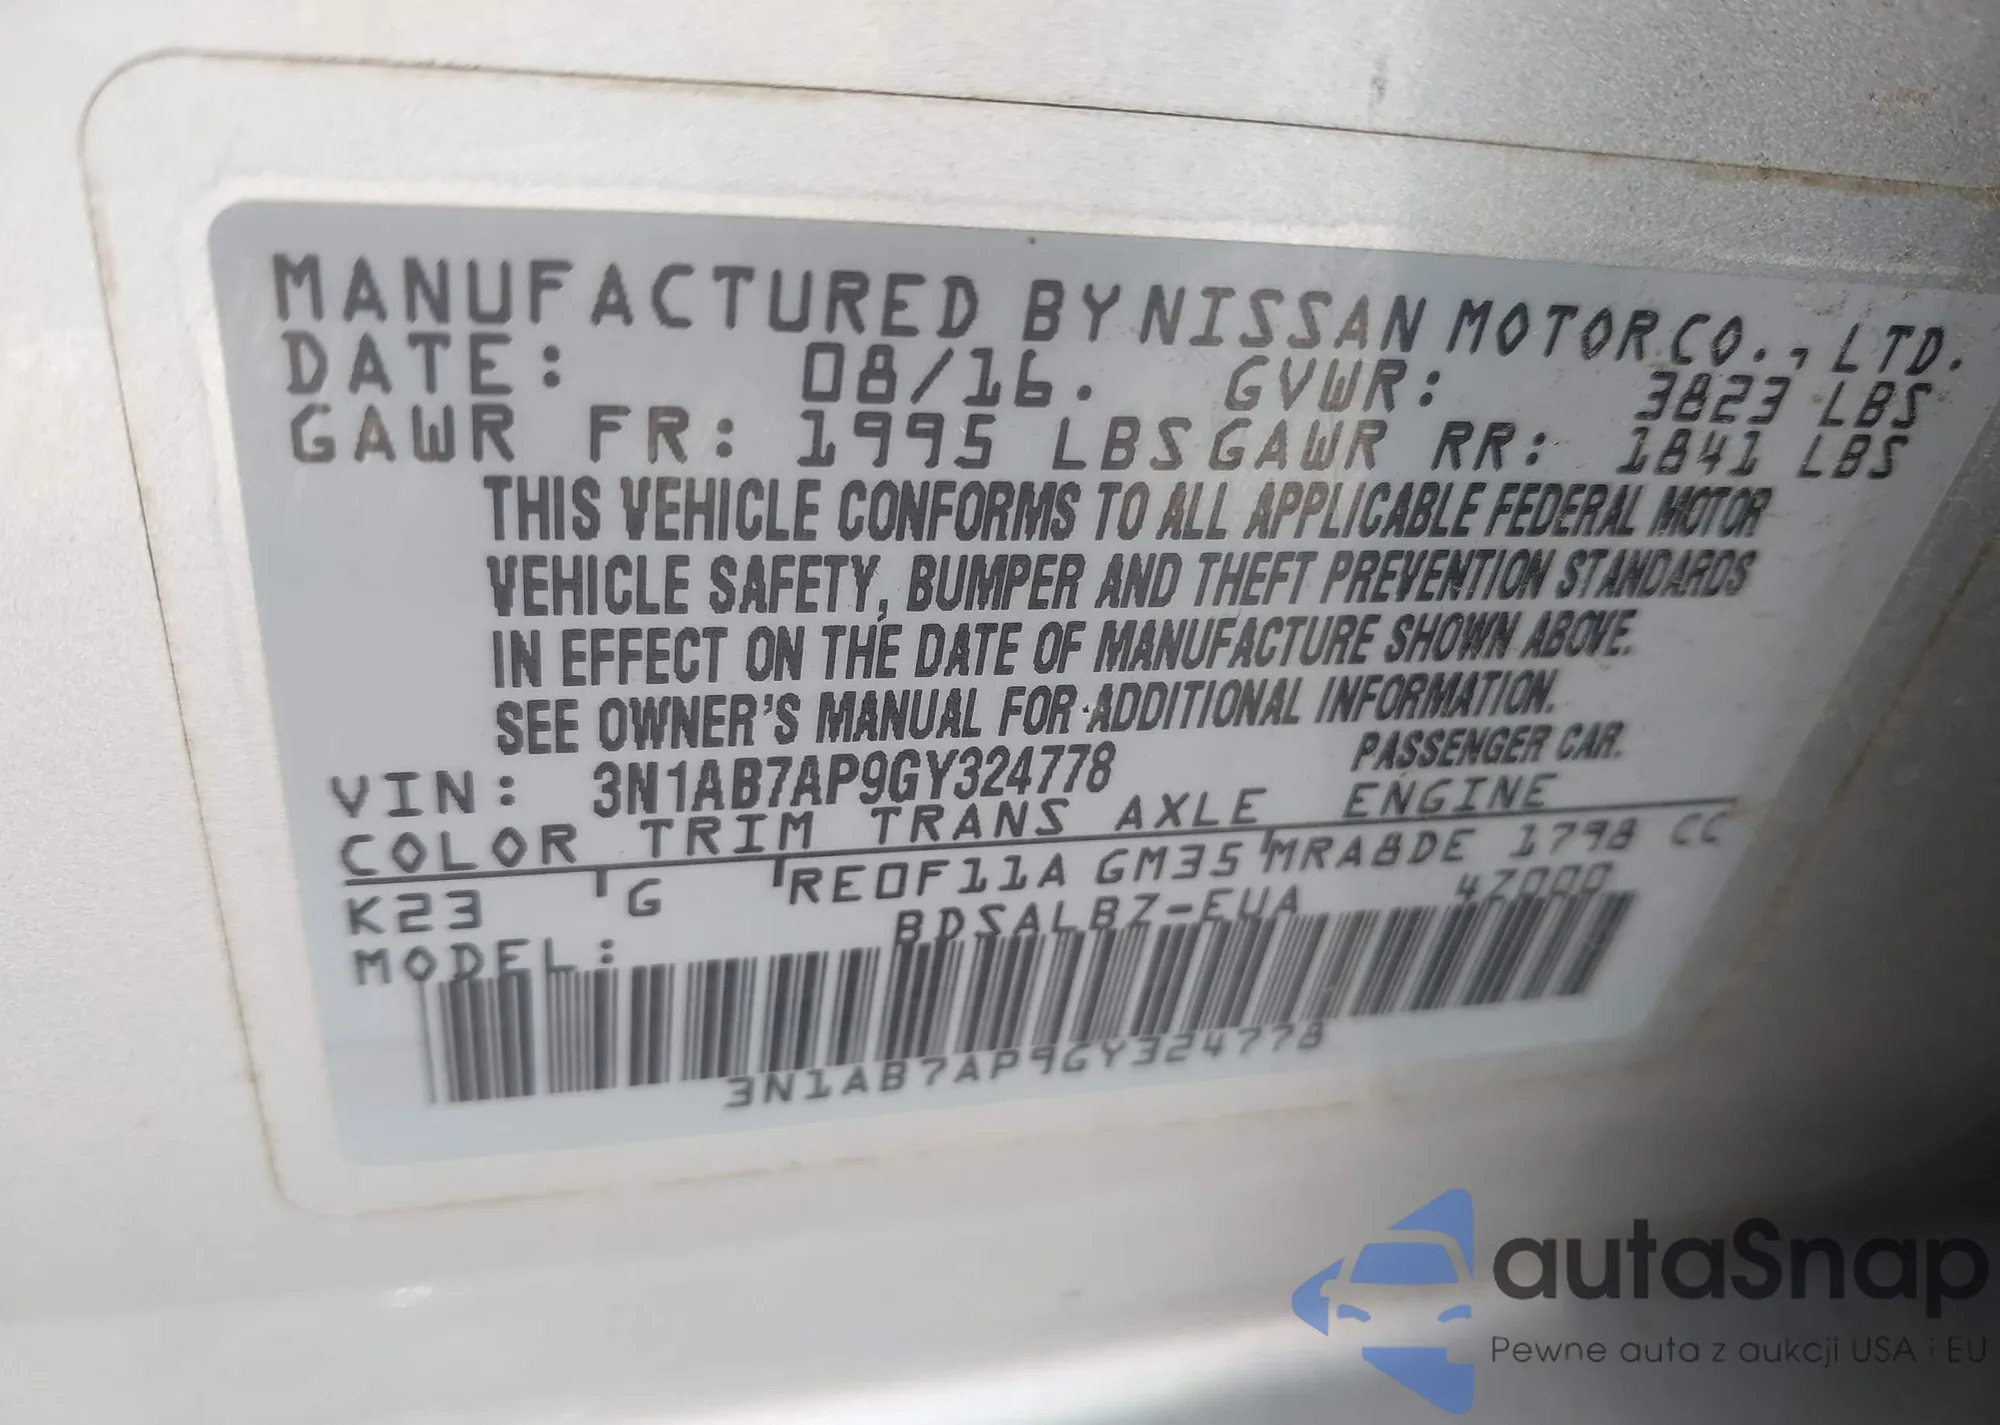 MANUFACTURED BY NISSAN MOTOR CO., LTD.
DATE: 08/16. GVWR: 3823 LBS
GAWR FR: 1995 LBS GAWR RR: 1841 LBS
THIS VEHICLE CONFORMS TO ALL APPLICABLE FEDERAL MOTOR
VEHICLE SAFETY, BUMPER AND THEFT PREVENTION STANDARDS
IN EFFECT ON THE DATE OF MANUFACTURE SHOWN ABOVE.
SEE OWNER'S MANUAL FOR ADDITIONAL INFORMATION.
VIN: 3N1AB7AP9GY324778 PASSENGER CAR.
COLOR TRIM TRANS AXLE ENGINE
K23 G RE0F11A GM35 MRA8DE 1798 CC
MODEL: BDSALBZ-EUA 4Z000
3N1AB7AP9GY324778
autaSnap
Pewne auta z aukcji USA i EU